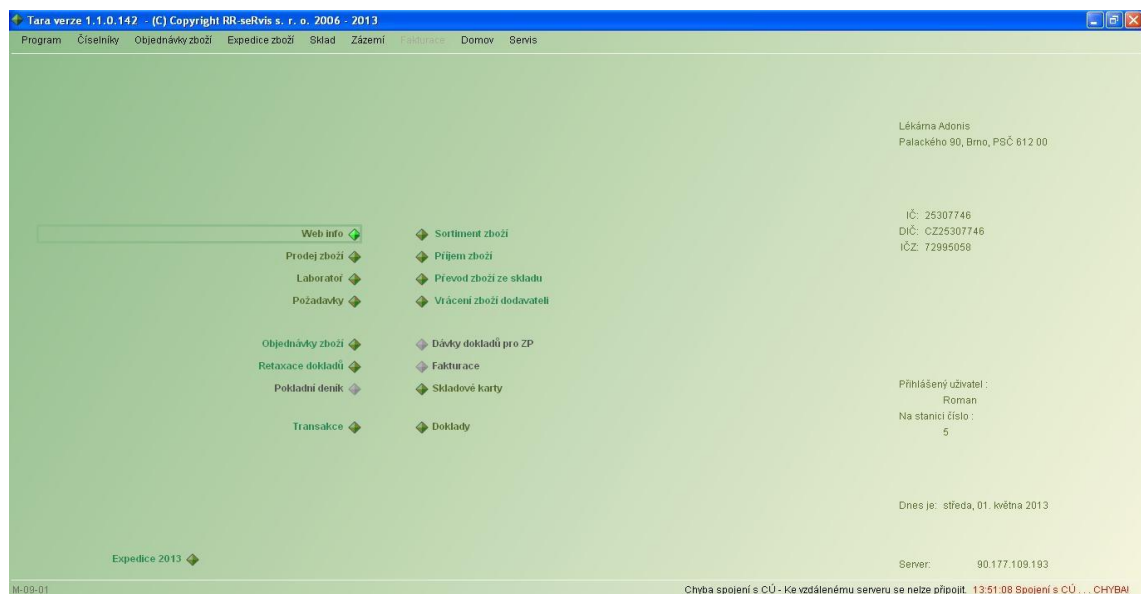 Tara verze 1.1.0.142 - (C) Copyright RR-seRvis s. r. o. 2006 - 2013
Program Číselníky Objednávky zboží Expedice zboží Sklad Zázemí Fakturace Domov Servis
Lékárna Adonis
Palackého 90, Brno, PSČ 612 00
IČ: 25307746
DIČ: CZ25307746
IČZ: 72995058
Web info Sortiment zboží
Prodej zboží Příjem zboží
Laboratoř Převod zboží ze skladu
Požadavky Vrácení zboží dodavateli
Objednávky zboží Dávky dokladů pro ZP
Retaxace dokladů Fakturace
Pokladní deník Skladové karty
Transakce Doklady
Přihlášený uživatel :
Roman
Na stanici číslo :
5
Dnes je: středa, 01. května 2013
Expedice 2013
Server: 90.177.109.193
M-09-01 Chyba spojení s CÚ - Ke vzdálenému serveru se nelze připojit. 13:51:08 Spojení s CÚ . . . CHYBA!